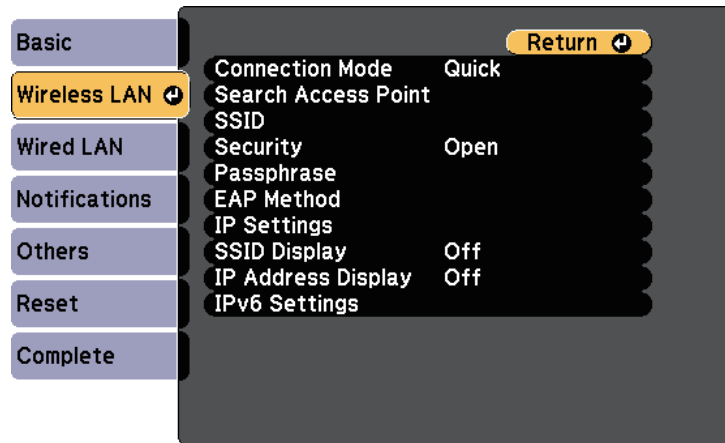 Basic
Wireless LAN
Wired LAN
Notifications
Others
Reset
Complete
Return
Connection Mode Quick
Search Access Point
SSID
Security Open
Passphrase
EAP Method
IP Settings
SSID Display Off
IP Address Display Off
IPv6 Settings